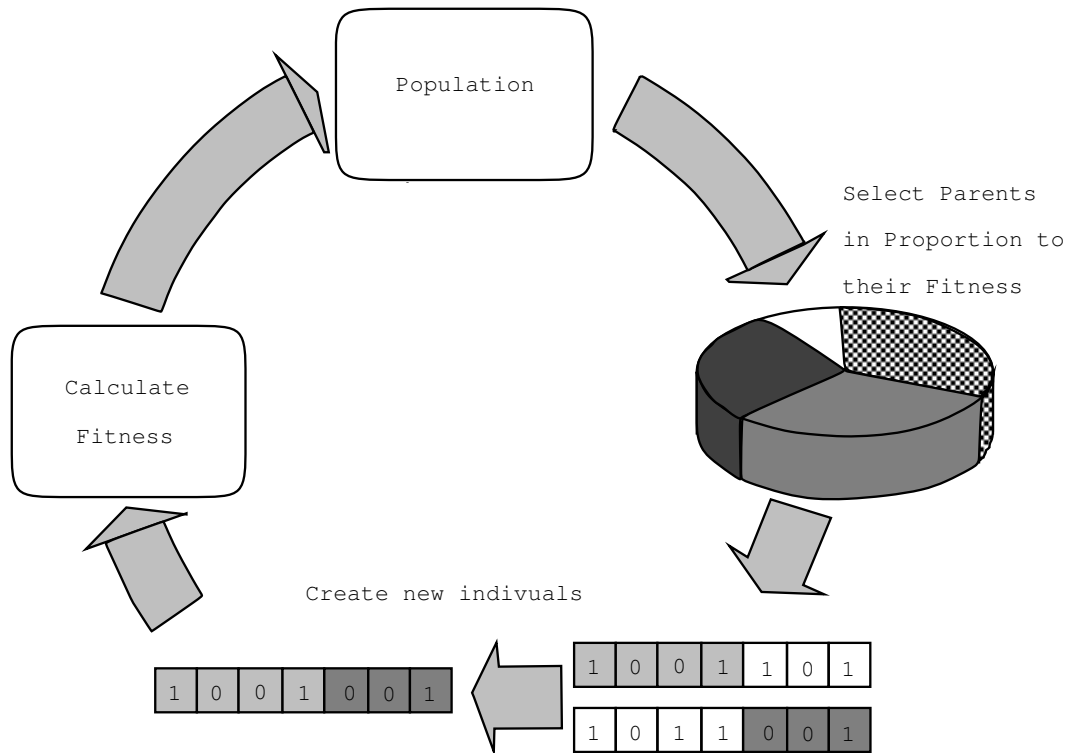 Population
Select Parents
in Proportion to
their Fitness
Calculate
Fitness
Create new indivuals
1 0 0 1 1 0 1
1 0 0 1 0 0 1
1 0 1 1 0 0 1